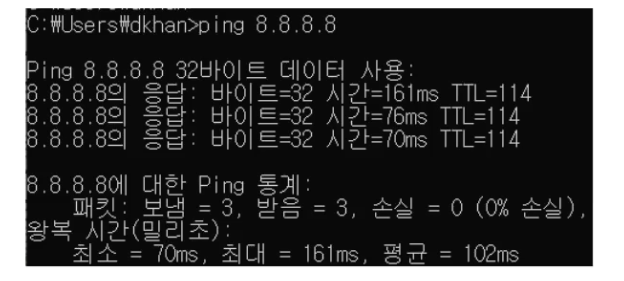 C:₩Users₩dkhan>ping 8.8.8.8
Ping 8.8.8.8 32바이트 데이터 사용:
8.8.8.8의 응답: 바이트=32 시간=161ms TTL=114
8.8.8.8의 응답: 바이트=32 시간=76ms TTL=114
8.8.8.8의 응답: 바이트=32 시간=70ms TTL=114
8.8.8.8에 대한 Ping 통계:
패킷: 보냄 = 3, 받음 = 3, 손실 = 0 (0% 손실),
왕복 시간(밀리초):
최소 = 70ms, 최대 = 161ms, 평균 = 102ms